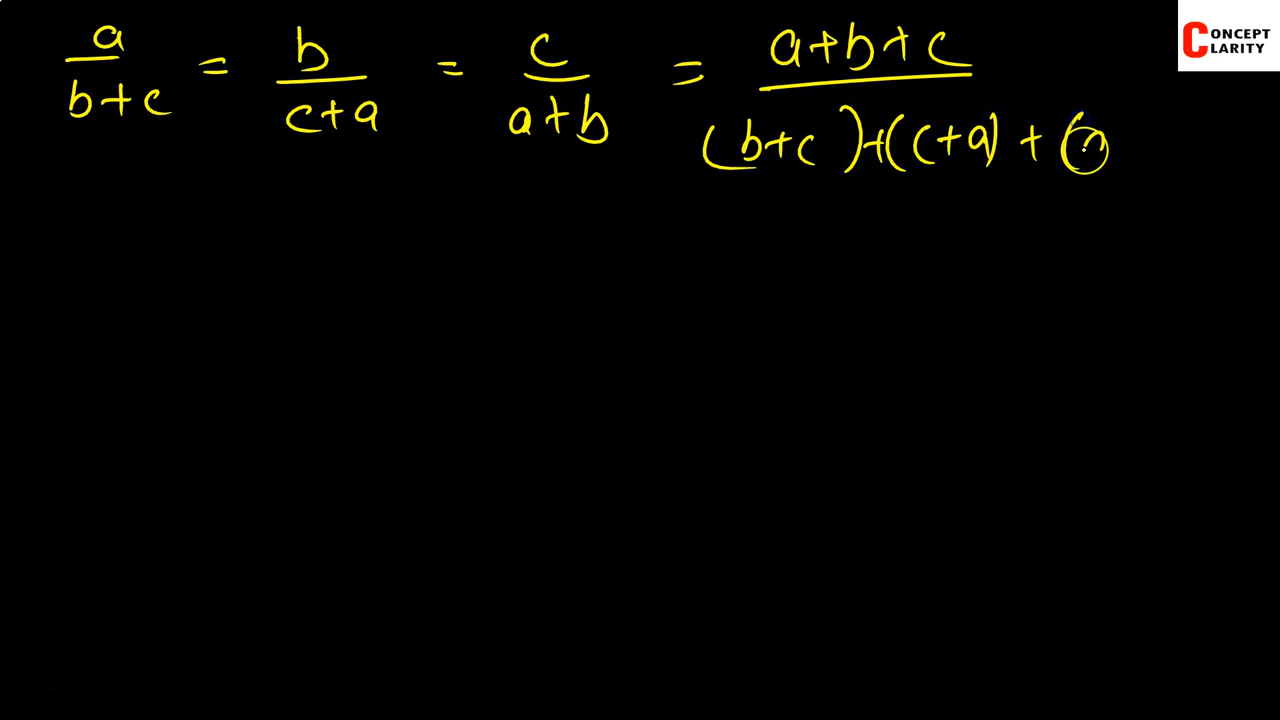 CONCEPT
CLARITY
a/(b+c) = b/(c+a) = c/(a+b) = (a+b+c)/((b+c)+(c+a)+(